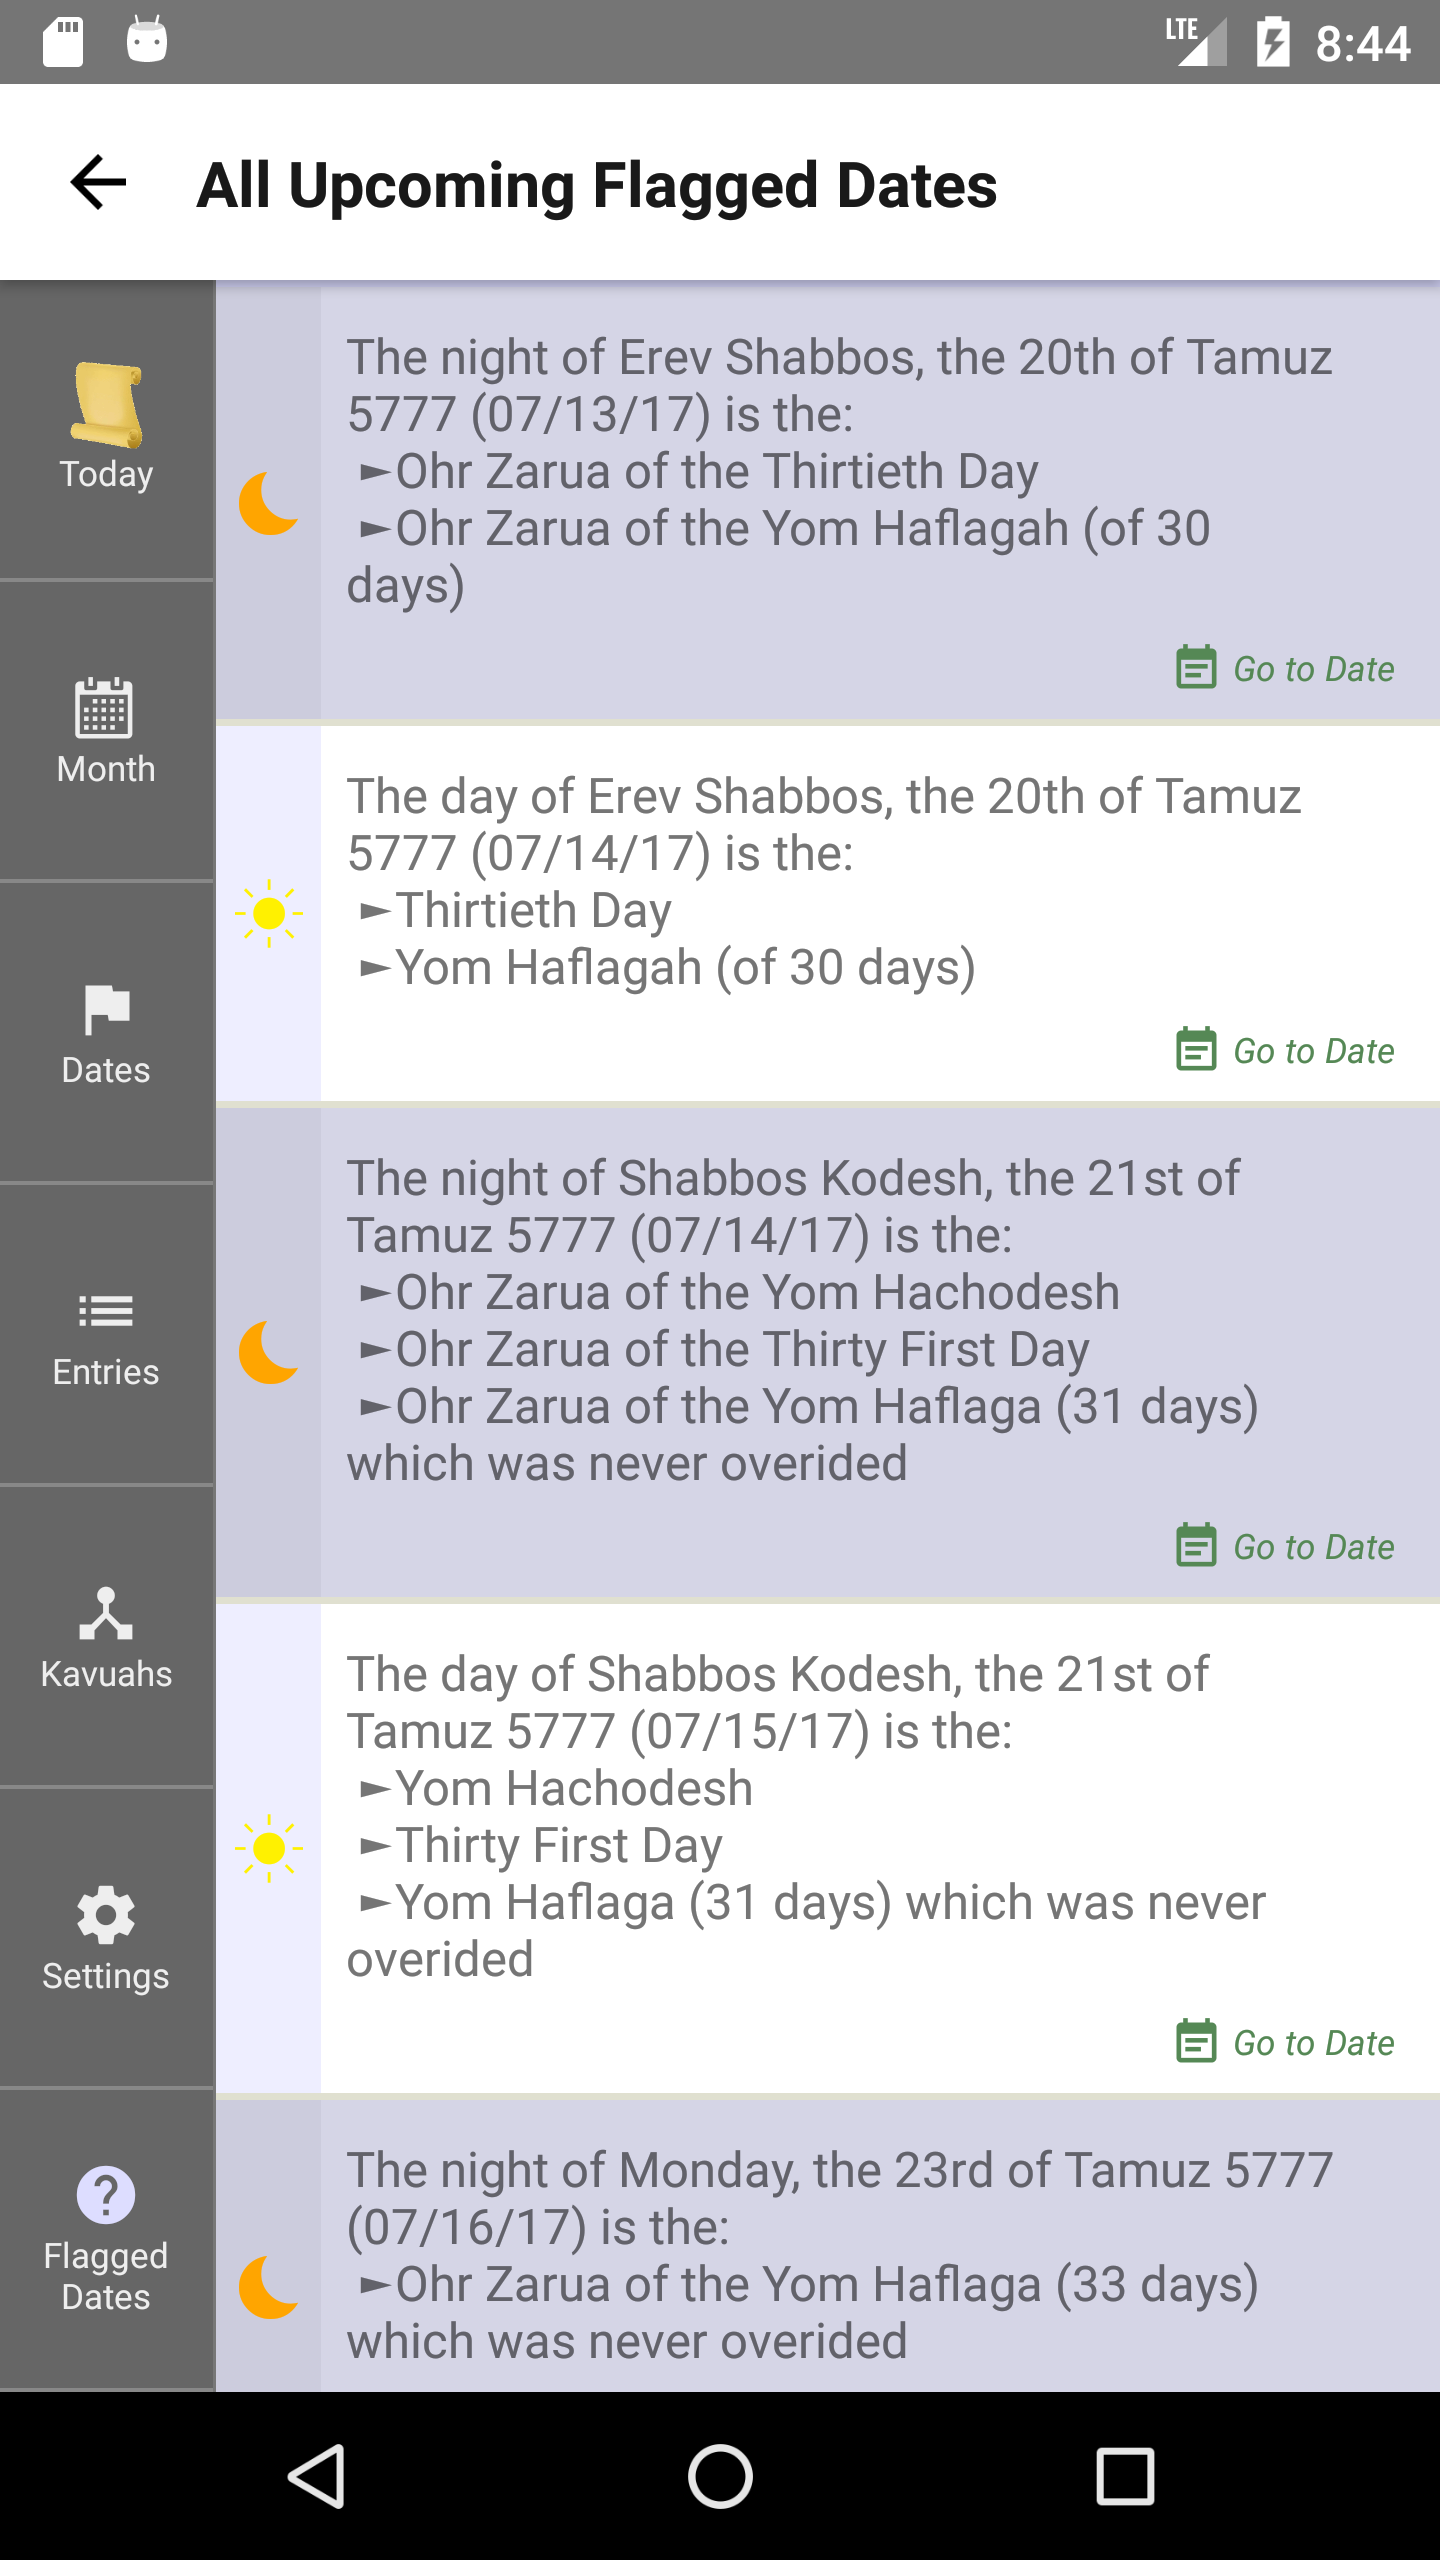 LTE 8:44
All Upcoming Flagged Dates
Today
Month
Dates
Entries
Kavuahs
Settings
Flagged
Dates
The night of Erev Shabbos, the 20th of Tamuz
5777 (07/13/17) is the:
►Ohr Zarua of the Thirtieth Day
►Ohr Zarua of the Yom Haflagah (of 30
days)
Go to Date
The day of Erev Shabbos, the 20th of Tamuz
5777 (07/14/17) is the:
►Thirtieth Day
►Yom Haflagah (of 30 days)
Go to Date
The night of Shabbos Kodesh, the 21st of
Tamuz 5777 (07/14/17) is the:
►Ohr Zarua of the Yom Hachodesh
►Ohr Zarua of the Thirty First Day
►Ohr Zarua of the Yom Haflaga (31 days)
which was never overided
Go to Date
The day of Shabbos Kodesh, the 21st of
Tamuz 5777 (07/15/17) is the:
►Yom Hachodesh
►Thirty First Day
►Yom Haflaga (31 days) which was never
overided
Go to Date
The night of Monday, the 23rd of Tamuz 5777
(07/16/17) is the:
►Ohr Zarua of the Yom Haflaga (33 days)
which was never overided